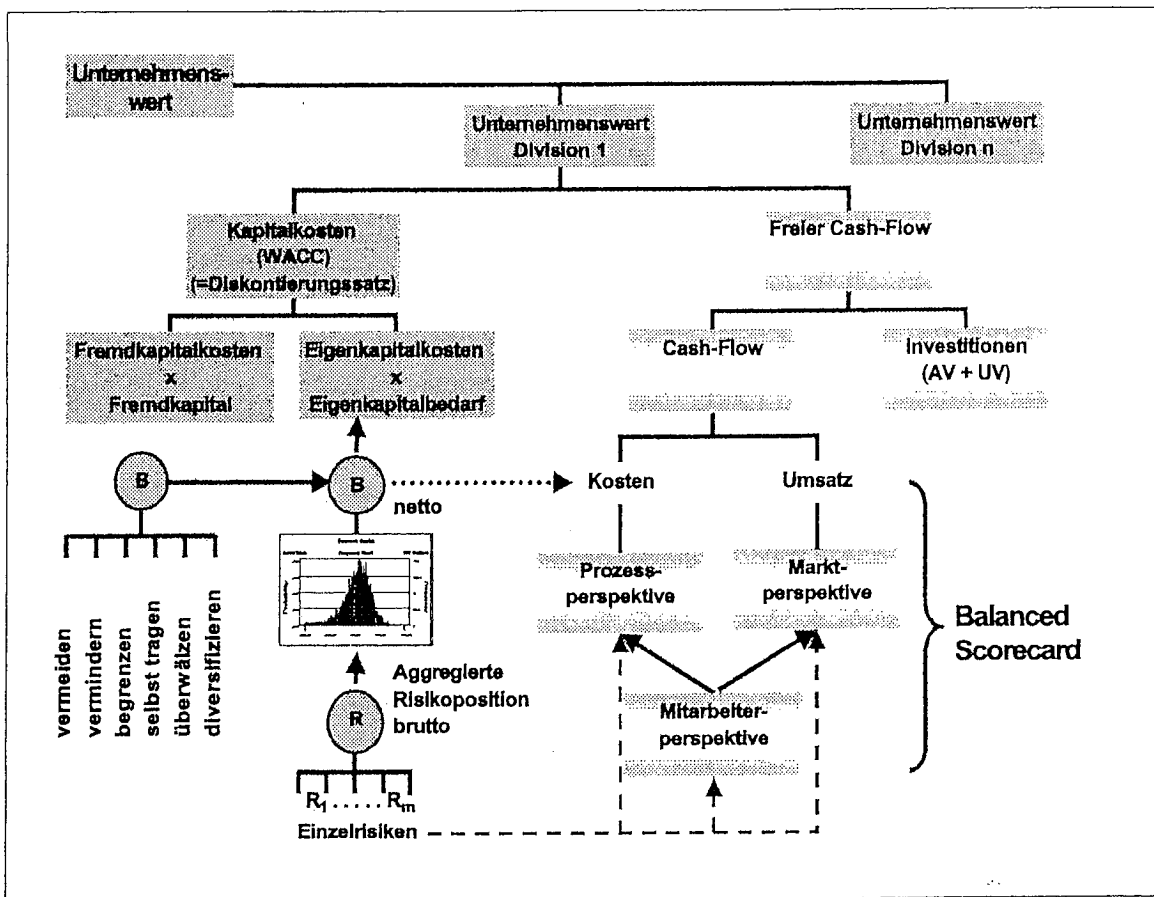 Unternehmens-
wert
Unternehmenswert
Division 1
Unternehmenswert
Division n
Kapitalkosten
(WACC)
(=Diskontierungssatz)
Freier Cash-Flow
Fremdkapitalkosten
x
Fremdkapital
Eigenkapitalkosten
x
Eigenkapitalbedarf
Cash-Flow
Investitionen
(AV + UV)
B
B
netto
Kosten
Umsatz
vermeiden
vermindern
begrenzen
selbst tragen
überwälzen
diversifizieren
Prozess-
perspektive
Markt-
perspektive
Balanced
Scorecard
Aggregierte
Risikoposition
brutto
R
Mitarbeiter-
perspektive
R1 ..... Rm
Einzelrisiken